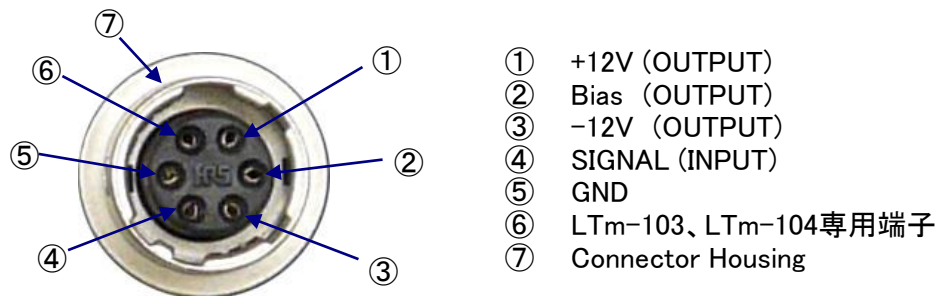 ⑦
⑥
①
⑤
②
④
③
HRS
① +12V (OUTPUT)
② Bias (OUTPUT)
③ -12V (OUTPUT)
④ SIGNAL (INPUT)
⑤ GND
⑥ LTm-103、LTm-104専用端子
⑦ Connector Housing